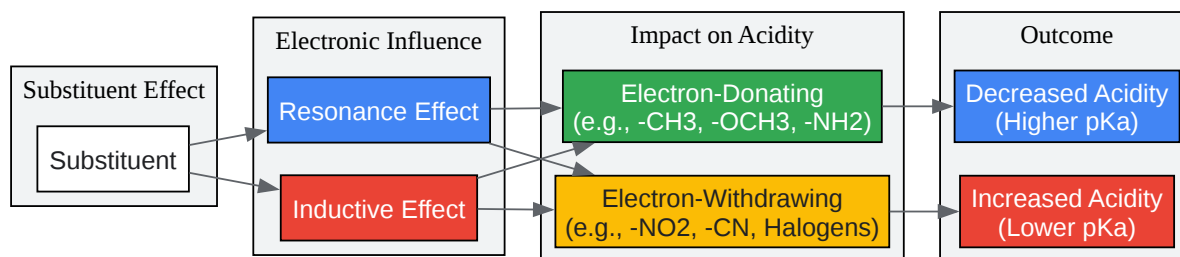 Substituent Effect
Substituent
Electronic Influence
Resonance Effect
Inductive Effect
Impact on Acidity
Electron-Donating
(e.g., -CH3, -OCH3, -NH2)
Electron-Withdrawing
(e.g., -NO2, -CN, Halogens)
Outcome
Decreased Acidity
(Higher pKa)
Increased Acidity
(Lower pKa)